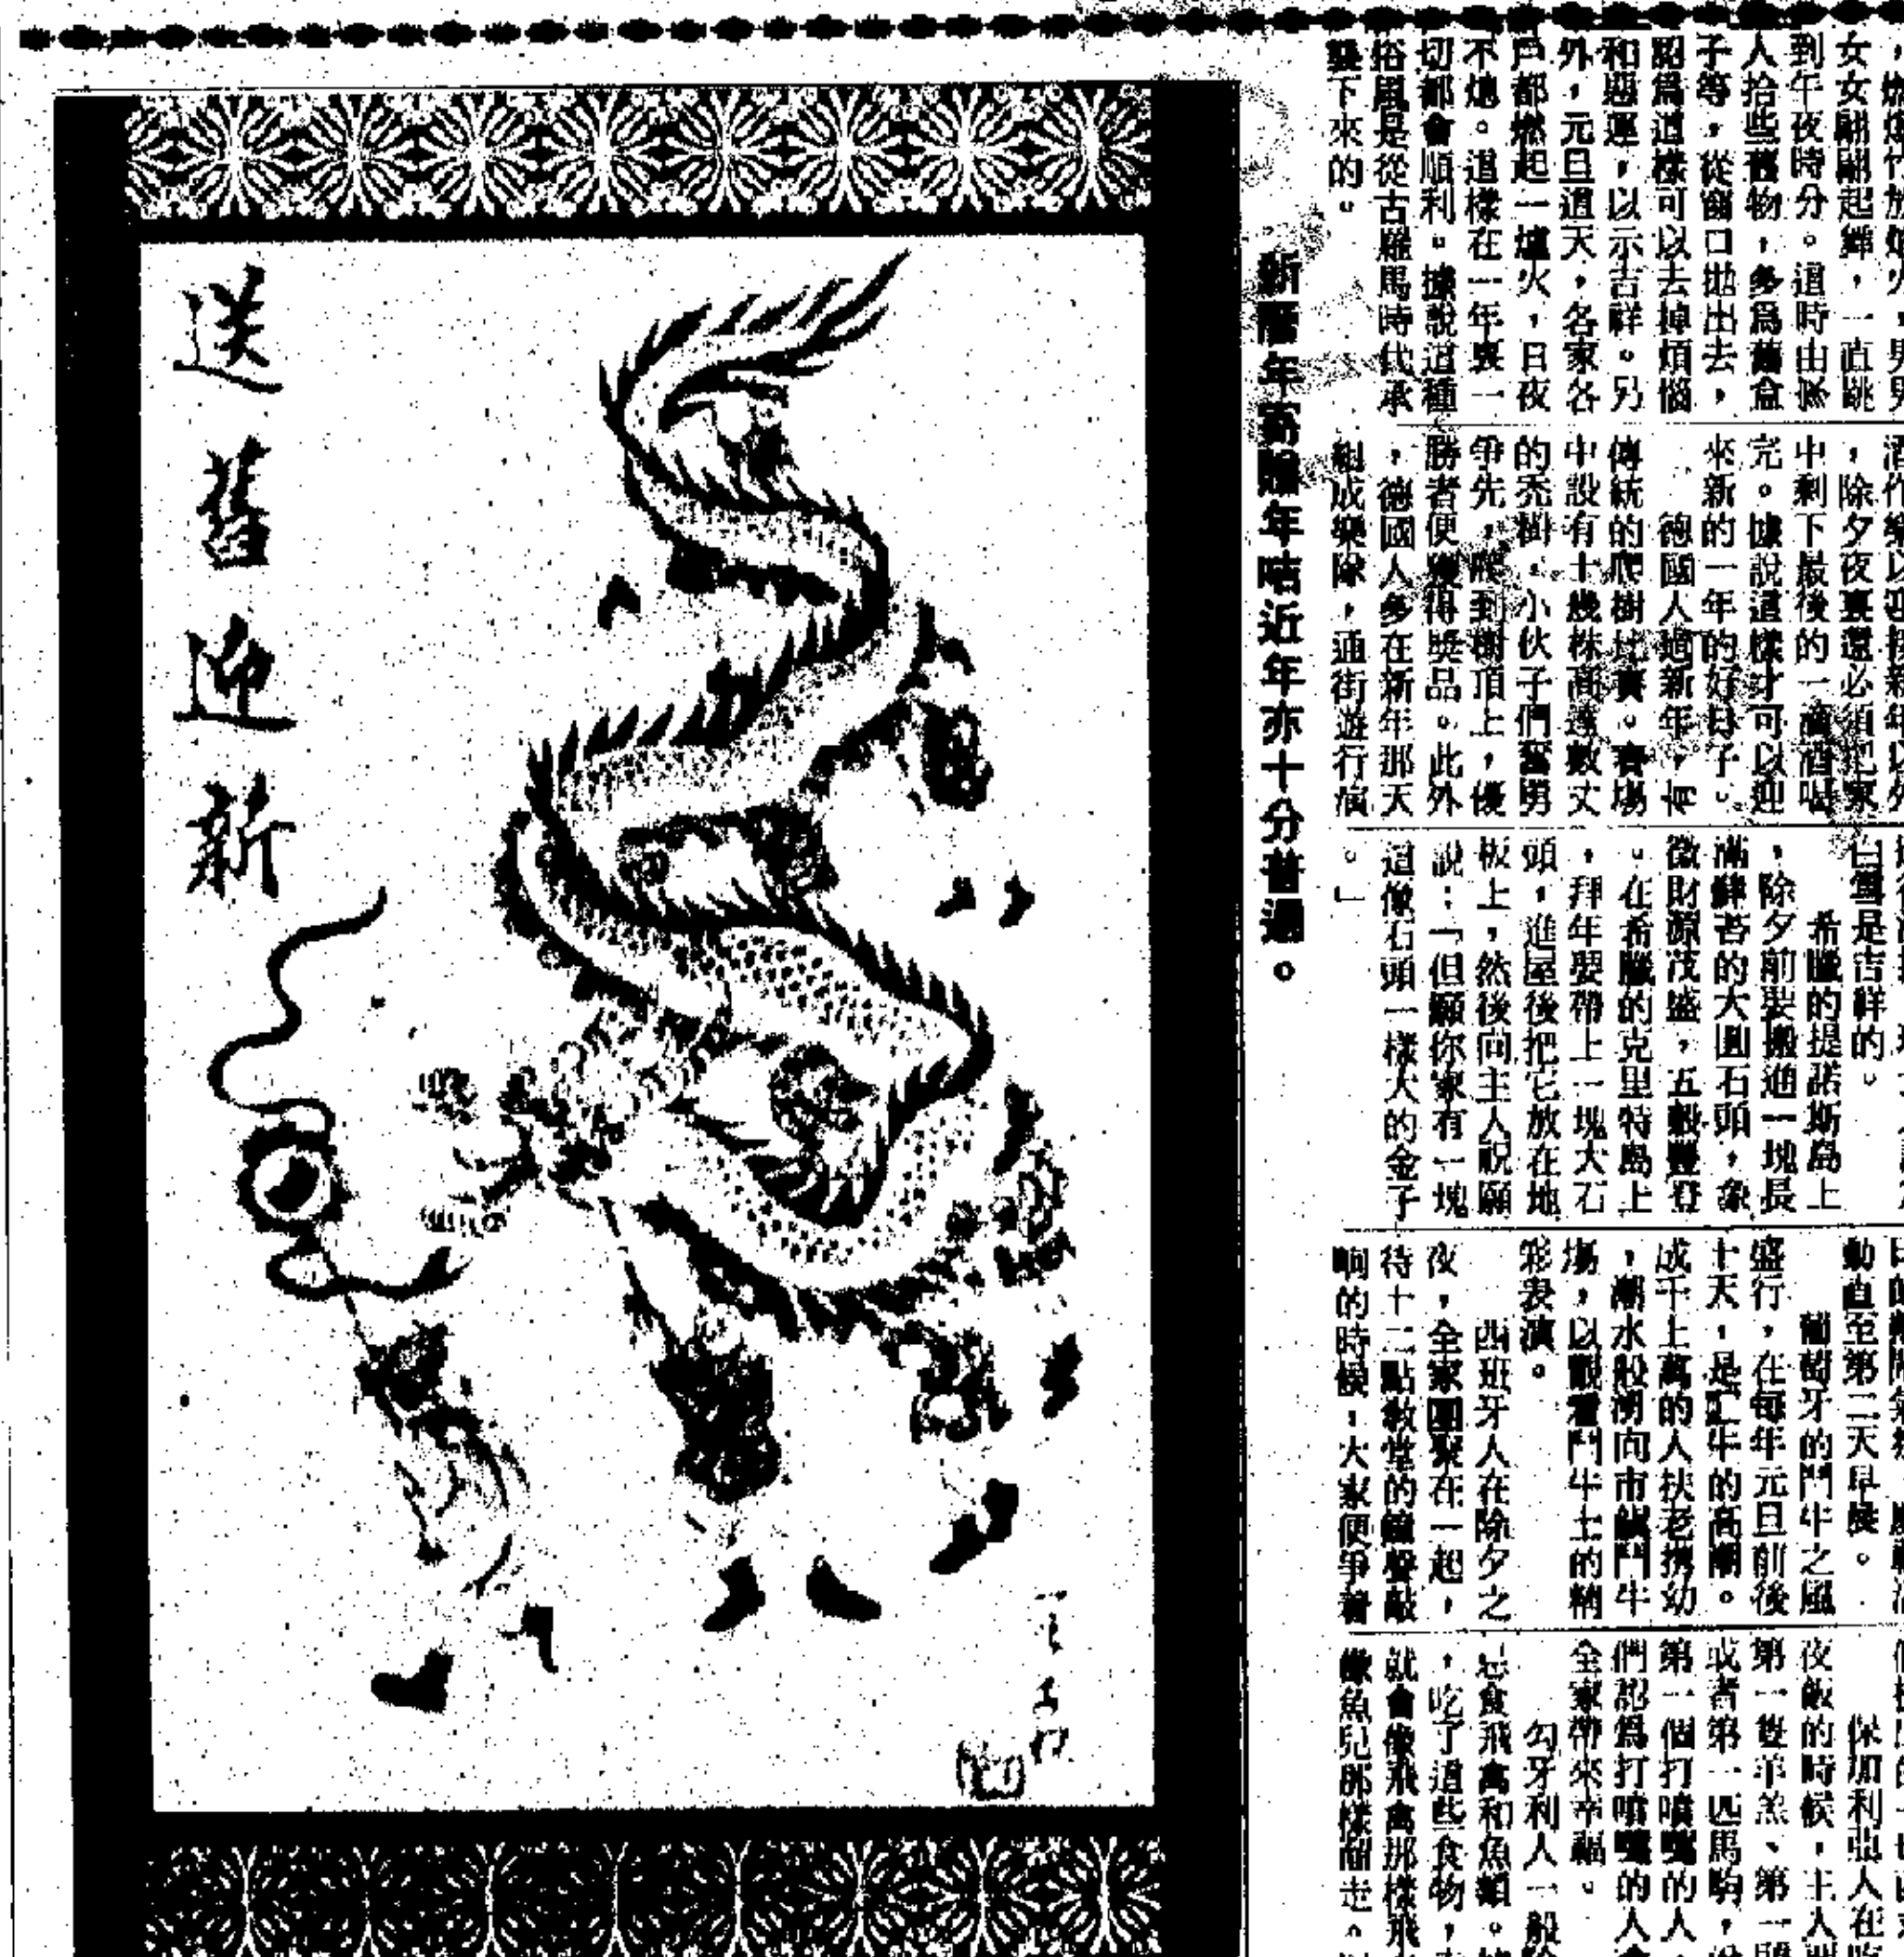 女女翩翩起舞，一直跳
到午夜時分。這時由𠎀
人拾些舊物，多爲舊盒
子等，從窗口拋出去，
認爲這樣可以去掉煩惱
和惡運，以示吉祥。另
外，元旦這天，各家各
戶都燃起一爐火，日夜
不熄。這樣在一年裏一
切都會順利。據說這種
俗風是從古羅馬時代承
襲下來的。
，除夕夜裏還必須把家
中剩下最後的一滴酒喝
完。據說這樣才可以迎
來新的一年的好日子。
德國人過新年，
傳統的爬樹比賽。賽場
中設有十幾株高達數丈
的禿樹，小伙子們奮勇
爭先，爬到樹頂上，優
勝者便獲得獎品。此外
，德國人多在新年那天
組成樂隊，通街遊行演
白雪是吉祥的。
希臘的提諾斯島上
，除夕前要搬進一塊長
滿鮮苔的大圓石頭，象
徵財源茂盛，五穀豐登
。在希臘的克里特島上
，拜年要帶上一塊大石
頭，進屋後把它放在地
板上，然後向主人祝願
說：「但願你家有一塊
這像石頭一樣大的金子
。」
動直至第二天早晨。
葡萄牙的鬥牛之風
盛行，在每年元旦前後
十天，是鬥牛的高潮。
成千上萬的人扶老携幼
，潮水般湧向市鎮鬥牛
場，以觀看鬥牛士的精
彩表演。
西班牙人在除夕之
夜，全家團聚在一起，
待十二點教堂的鐘聲敲
响的時候，大家便爭着
保加利亞人在
夜飯的時候，主人
第一隻羊羔、第一
或者第一匹馬駒，
第一個打噴嚏的人，
們認爲打噴嚏的人
全家帶來幸福。
匈牙利人一般
忌食飛禽和魚類。
，吃了這些食物，
就會像飛禽那樣飛
像魚兒那樣溜走。
新曆年寄賀年咭近年亦十分普遍。
送舊迎新